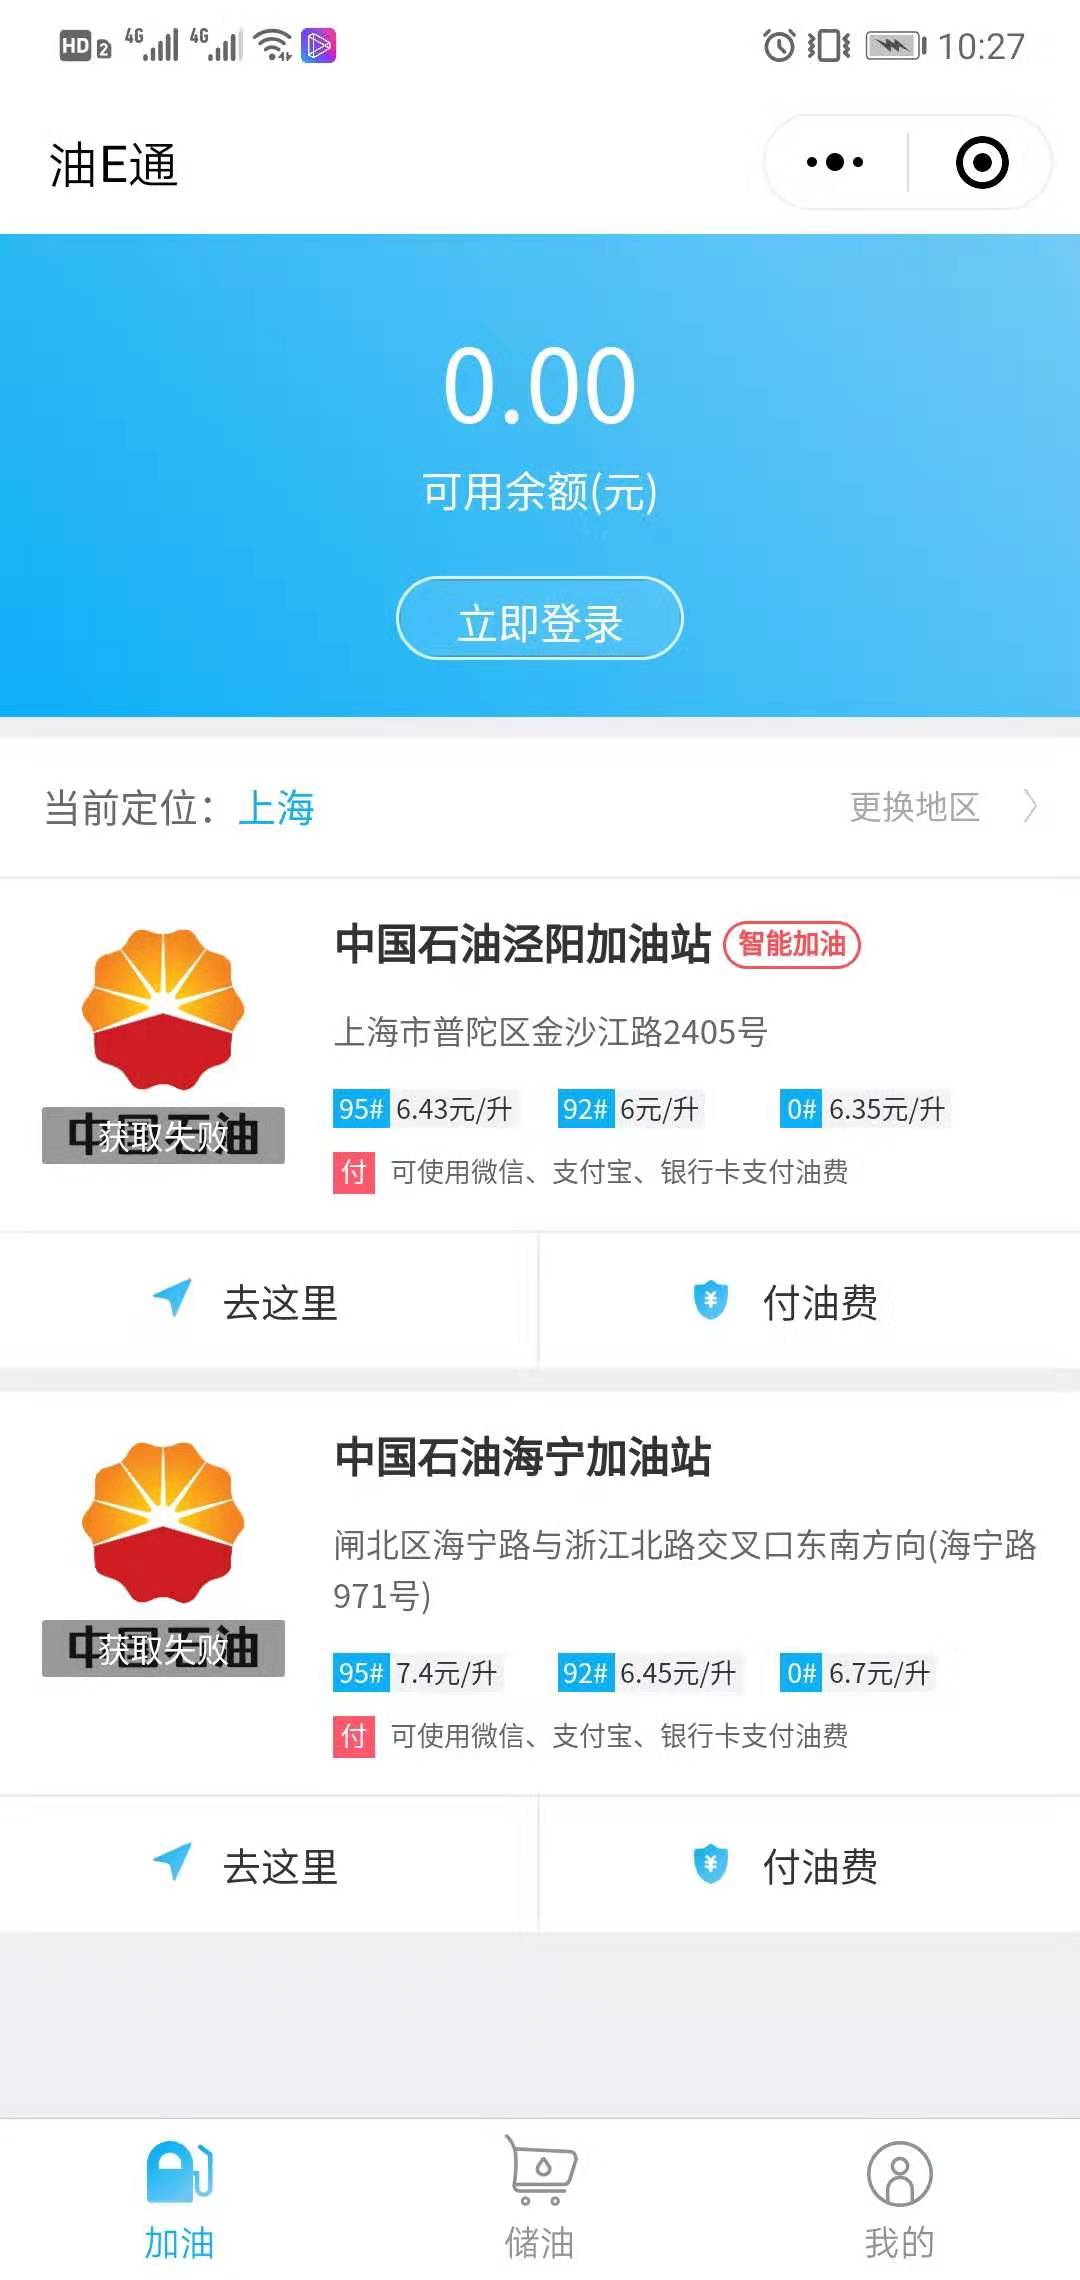 HD 2 4G 4G 10:27
油E通
0.00
可用余额(元)
立即登录
当前定位：上海 更换地区
中国石油泾阳加油站 智能加油
上海市普陀区金沙江路2405号
95# 6.43元/升 92# 6元/升 0# 6.35元/升
中国石油
获取失败
付 可使用微信、支付宝、银行卡支付油费
去这里 付油费
中国石油海宁加油站
闸北区海宁路与浙江北路交叉口东南方向(海宁路
971号)
中国石油
获取失败
95# 7.4元/升 92# 6.45元/升 0# 6.7元/升
付 可使用微信、支付宝、银行卡支付油费
去这里 付油费
加油 储油 我的